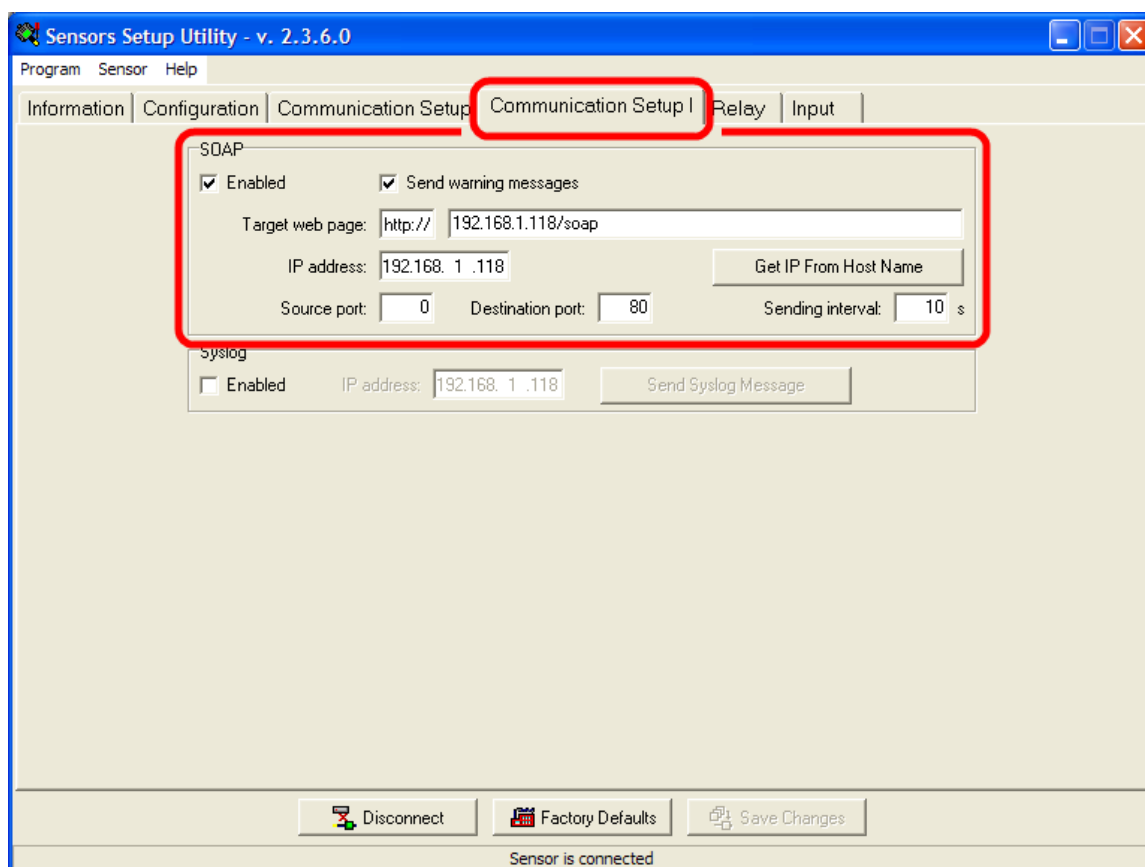 Sensors Setup Utility - v. 2.3.6.0
Program Sensor Help
Information Configuration Communication Setup Communication Setup I Relay Input
SOAP
Enabled Send warning messages
Target web page: http:// 192.168.1.118/soap
IP address: 192.168. 1 .118 Get IP From Host Name
Source port: 0 Destination port: 80 Sending interval: 10 s
Syslog
Enabled IP address: 192.168. 1 .118 Send Syslog Message
Disconnect Factory Defaults Save Changes
Sensor is connected